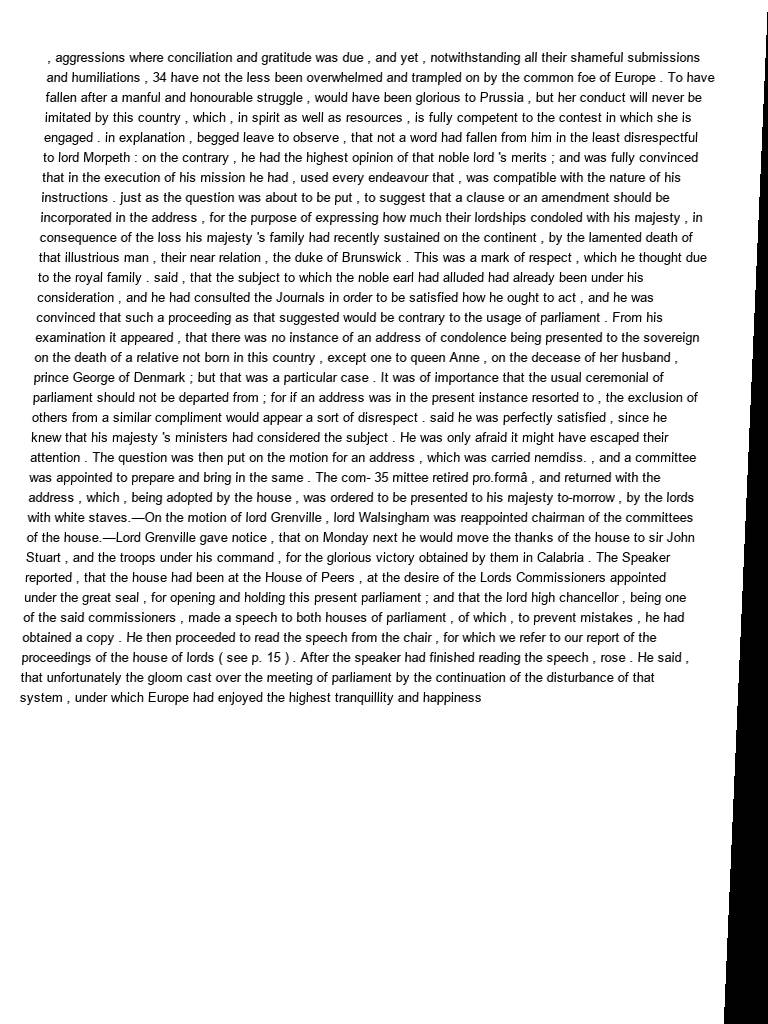 , aggressions where conciliation and gratitude was due , and yet , notwithstanding all their shameful submissions
and humiliations , 34 have not the less been overwhelmed and trampled on by the common foe of Europe . To have
fallen after a manful and honourable struggle , would have been glorious to Prussia , but her conduct will never be
imitated by this country , which , in spirit as well as resources , is fully competent to the contest in which she is
engaged . in explanation , begged leave to observe , that not a word had fallen from him in the least disrespectful
to lord Morpeth : on the contrary , he had the highest opinion of that noble lord 's merits ; and was fully convinced
that in the execution of his mission he had , used every endeavour that , was compatible with the nature of his
instructions . just as the question was about to be put , to suggest that a clause or an amendment should be
incorporated in the address , for the purpose of expressing how much their lordships condoled with his majesty , in
consequence of the loss his majesty 's family had recently sustained on the continent , by the lamented death of
that illustrious man , their near relation , the duke of Brunswick . This was a mark of respect , which he thought due
to the royal family . said , that the subject to which the noble earl had alluded had already been under his
consideration , and he had consulted the Journals in order to be satisfied how he ought to act , and he was
convinced that such a proceeding as that suggested would be contrary to the usage of parliament . From his
examination it appeared , that there was no instance of an address of condolence being presented to the sovereign
on the death of a relative not born in this country , except one to queen Anne , on the decease of her husband ,
prince George of Denmark ; but that was a particular case . It was of importance that the usual ceremonial of
parliament should not be departed from ; for if an address was in the present instance resorted to , the exclusion of
others from a similar compliment would appear a sort of disrespect . said he was perfectly satisfied , since he
knew that his majesty 's ministers had considered the subject . He was only afraid it might have escaped their
attention . The question was then put on the motion for an address , which was carried nemdiss. , and a committee
was appointed to prepare and bring in the same . The com- 35 mittee retired pro.formâ , and returned with the
address , which , being adopted by the house , was ordered to be presented to his majesty to-morrow , by the lords
with white staves.—On the motion of lord Grenville , lord Walsingham was reappointed chairman of the committees
of the house.—Lord Grenville gave notice , that on Monday next he would move the thanks of the house to sir John
Stuart , and the troops under his command , for the glorious victory obtained by them in Calabria . The Speaker
reported , that the house had been at the House of Peers , at the desire of the Lords Commissioners appointed
under the great seal , for opening and holding this present parliament ; and that the lord high chancellor , being one
of the said commissioners , made a speech to both houses of parliament , of which , to prevent mistakes , he had
obtained a copy . He then proceeded to read the speech from the chair , for which we refer to our report of the
proceedings of the house of lords ( see p. 15 ) . After the speaker had finished reading the speech , rose . He said ,
that unfortunately the gloom cast over the meeting of parliament by the continuation of the disturbance of that
system , under which Europe had enjoyed the highest tranquillity and happiness